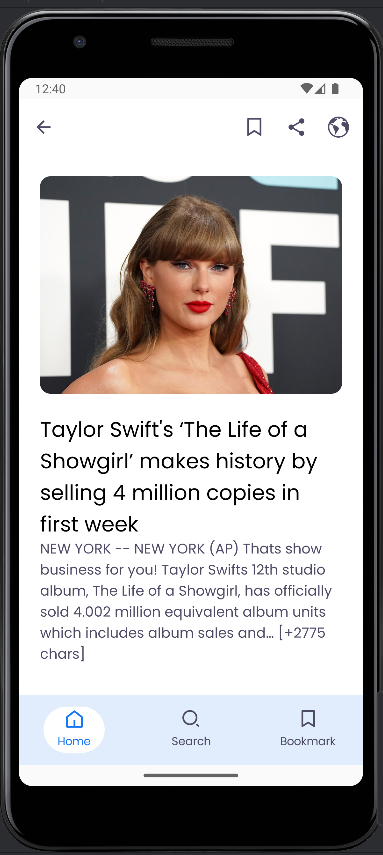 12:40
Taylor Swift's ‘The Life of a
Showgirl’ makes history by
selling 4 million copies in
first week
NEW YORK -- NEW YORK (AP) Thats show
business for you! Taylor Swifts 12th studio
album, The Life of a Showgirl, has officially
sold 4.002 million equivalent album units
which includes album sales and… [+2775
chars]
Home
Search
Bookmark